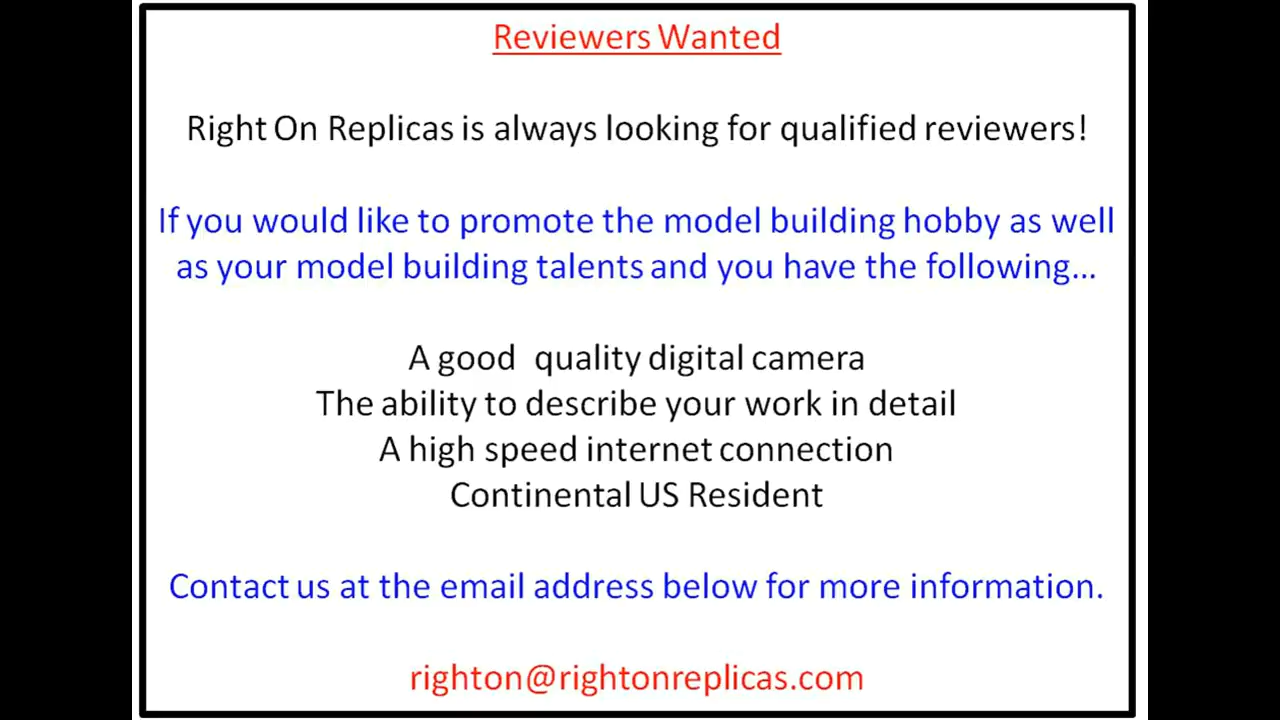 Reviewers Wanted
Right On Replicas is always looking for qualified reviewers!
If you would like to promote the model building hobby as well
as your model building talents and you have the following...
A good quality digital camera
The ability to describe your work in detail
A high speed internet connection
Continental US Resident
Contact us at the email address below for more information.
righton@rightonreplicas.com